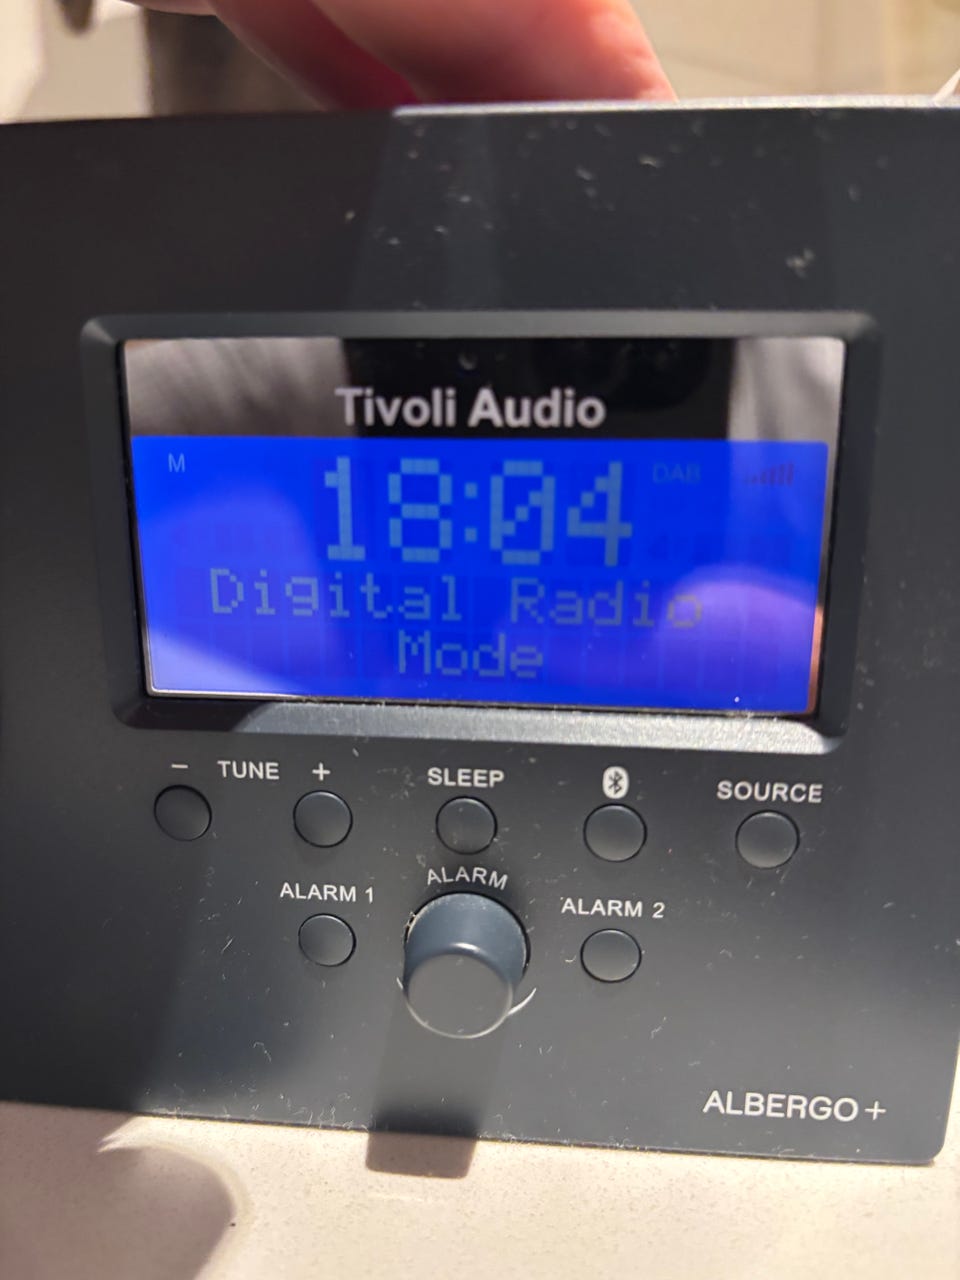 Tivoli Audio
M 18:04 DAB
Digital Radio
Mode
− TUNE + SLEEP SOURCE
ALARM
ALARM 1 ALARM 2
ALBERGO+